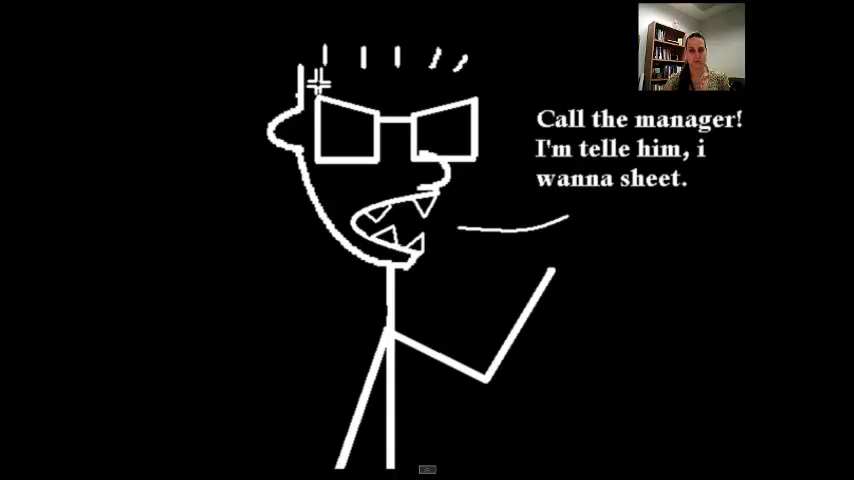 Call the manager!
I'm telle him, i
wanna sheet.